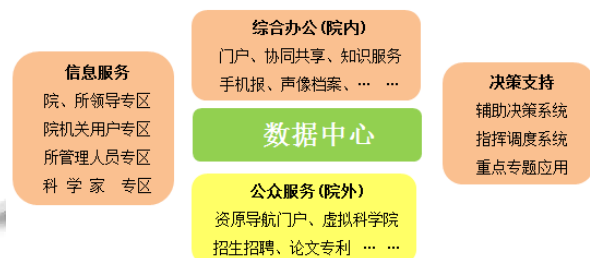 综合办公(院内)
门户、协同共享、知识服务
手机报、声像档案、… …
信息服务
院、所领导专区
院机关用户专区
所管理人员专区
科 学 家 专区
数据中心
决策支持
辅助决策系统
指挥调度系统
重点专题应用
公众服务(院外)
资原导航门户、虚拟科学院
招生招聘、论文专利 … …